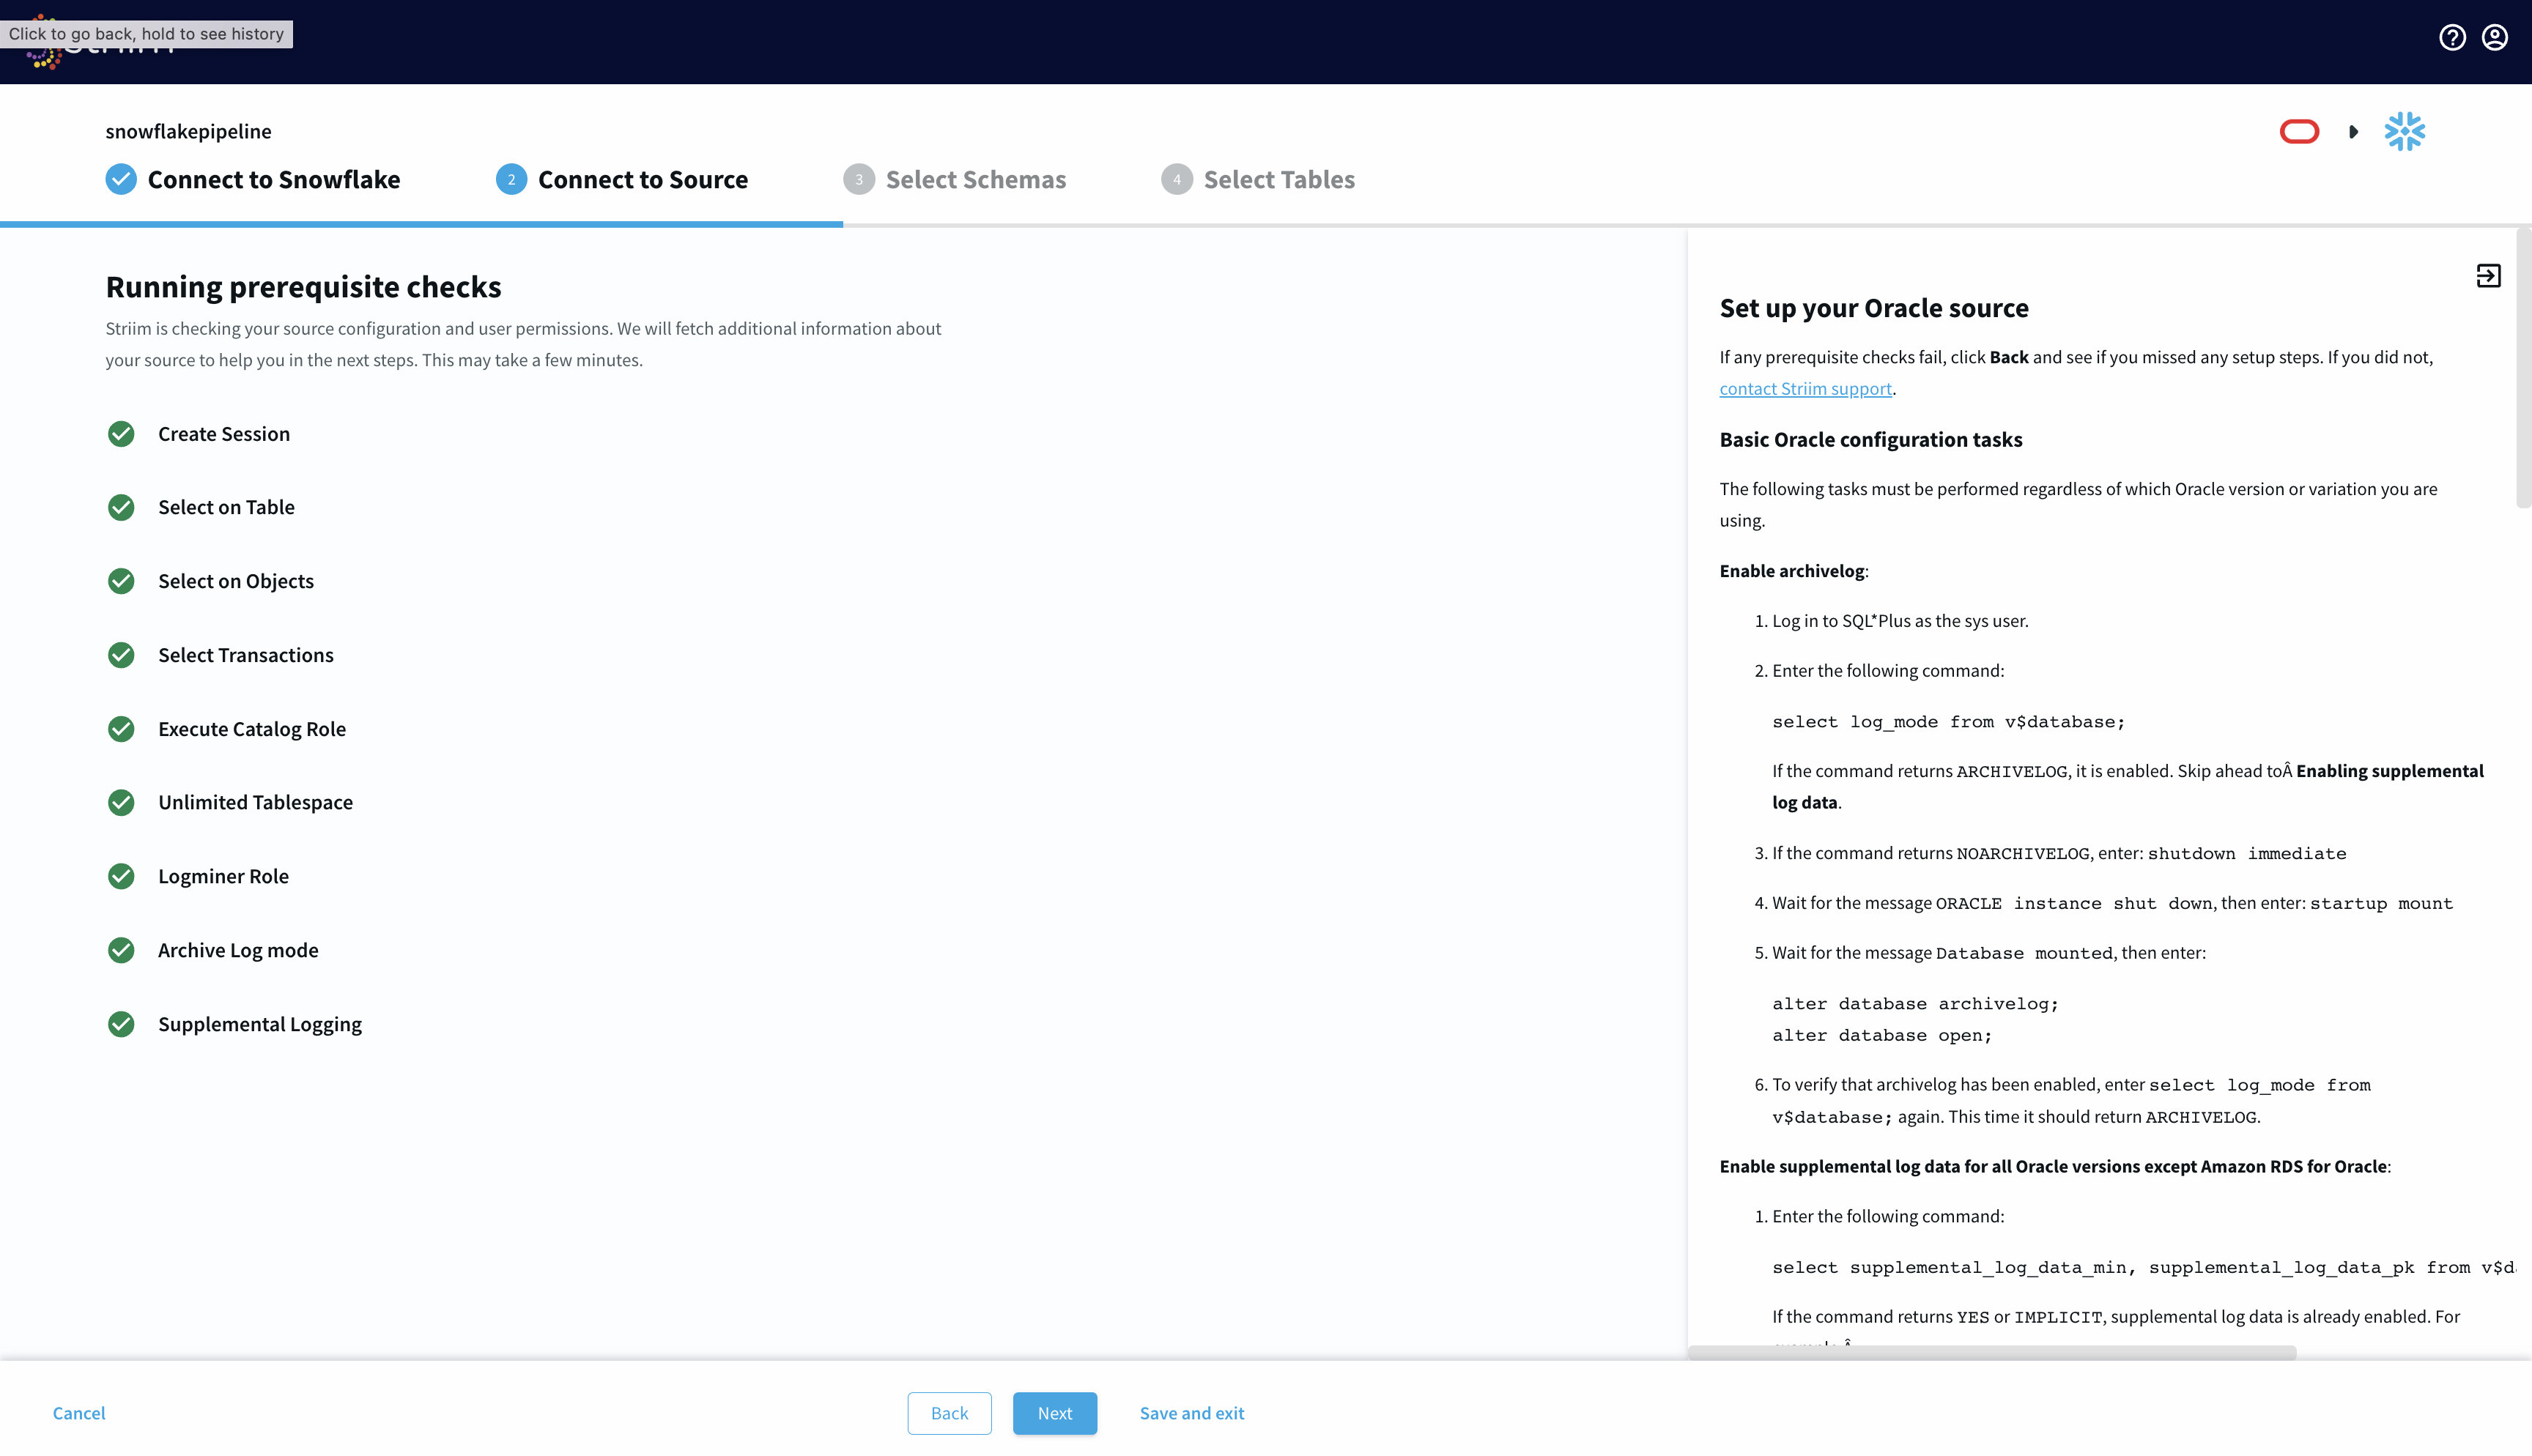 Click to go back, hold to see history
snowflakepipeline
Connect to Snowflake
2 Connect to Source
3 Select Schemas
4 Select Tables
Running prerequisite checks
Striim is checking your source configuration and user permissions. We will fetch additional information about
your source to help you in the next steps. This may take a few minutes.
Create Session
Select on Table
Select on Objects
Select Transactions
Execute Catalog Role
Unlimited Tablespace
Logminer Role
Archive Log mode
Supplemental Logging
Set up your Oracle source
If any prerequisite checks fail, click Back and see if you missed any setup steps. If you did not,
contact Striim support.
Basic Oracle configuration tasks
The following tasks must be performed regardless of which Oracle version or variation you are
using.
Enable archivelog:
1. Log in to SQL*Plus as the sys user.
2. Enter the following command:
select log_mode from v$database;
If the command returns ARCHIVELOG, it is enabled. Skip ahead toÂ Enabling supplemental
log data.
3. If the command returns NOARCHIVELOG, enter: shutdown immediate
4. Wait for the message ORACLE instance shut down, then enter: startup mount
5. Wait for the message Database mounted, then enter:
alter database archivelog;
alter database open;
6. To verify that archivelog has been enabled, enter select log_mode from
v$database; again. This time it should return ARCHIVELOG.
Enable supplemental log data for all Oracle versions except Amazon RDS for Oracle:
1. Enter the following command:
select supplemental_log_data_min, supplemental_log_data_pk from v$d
If the command returns YES or IMPLICIT, supplemental log data is already enabled. For
Cancel
Back
Next
Save and exit